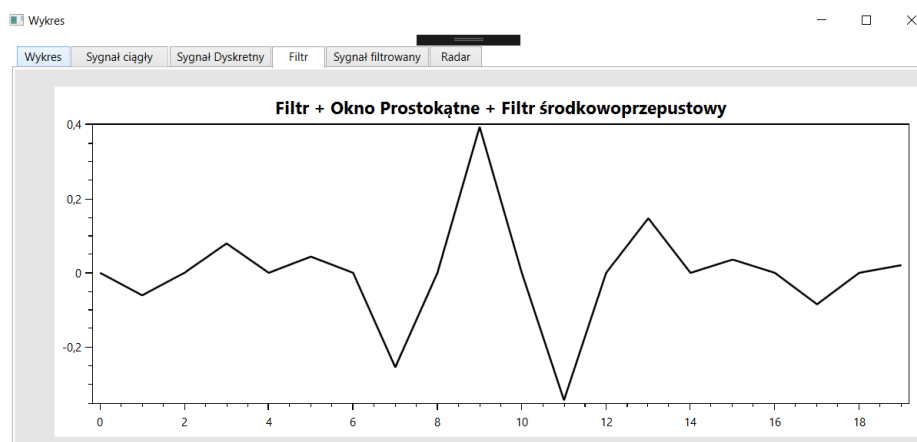 Wykres
Wykres Sygnał ciągły Sygnał Dyskretny Filtr Sygnał filtrowany Radar
Filtr + Okno Prostokątne + Filtr środkowoprzepustowy
0,4
0,2
0
-0,2
0 2 4 6 8 10 12 14 16 18